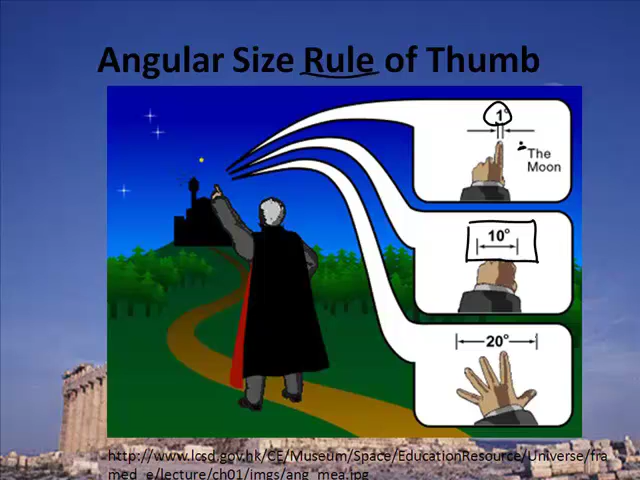 Angular Size Rule of Thumb
1°
The
Moon
10°
20°
http://www.lcsd.gov.hk/CE/Museum/Space/EducationResource/Universe/fra
med_e/lecture/ch01/imgs/ang_mea.jpg